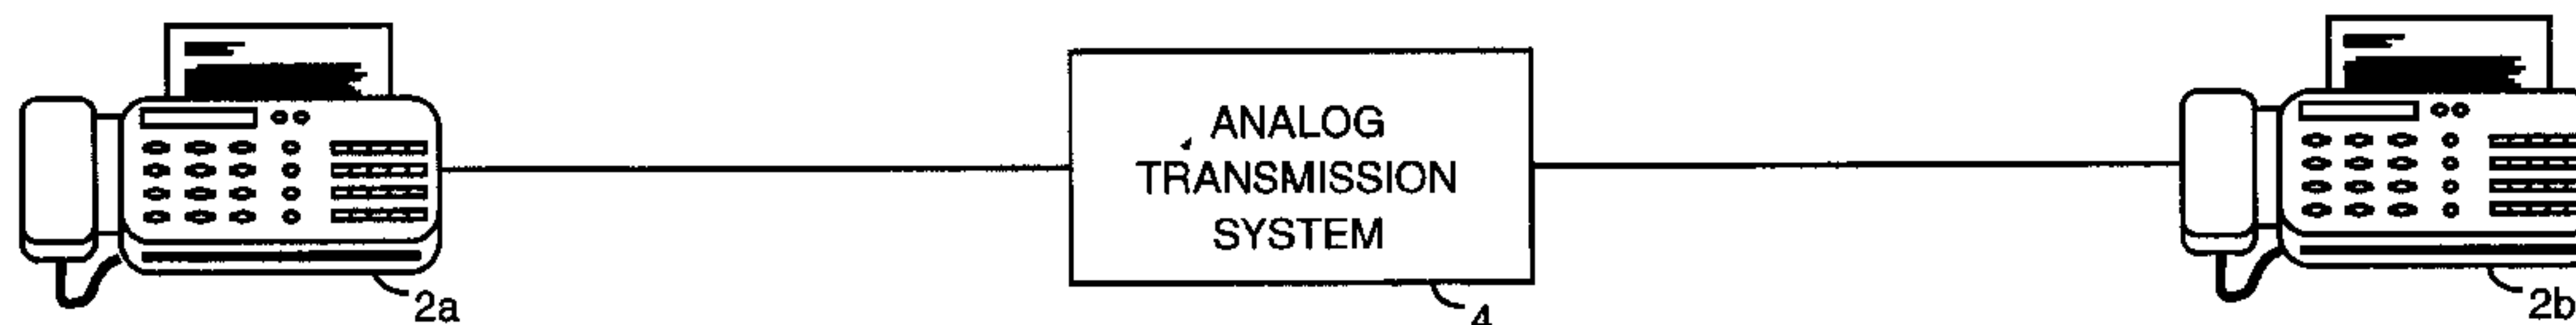 ANALOG
TRANSMISSION
SYSTEM
2a
4
2b